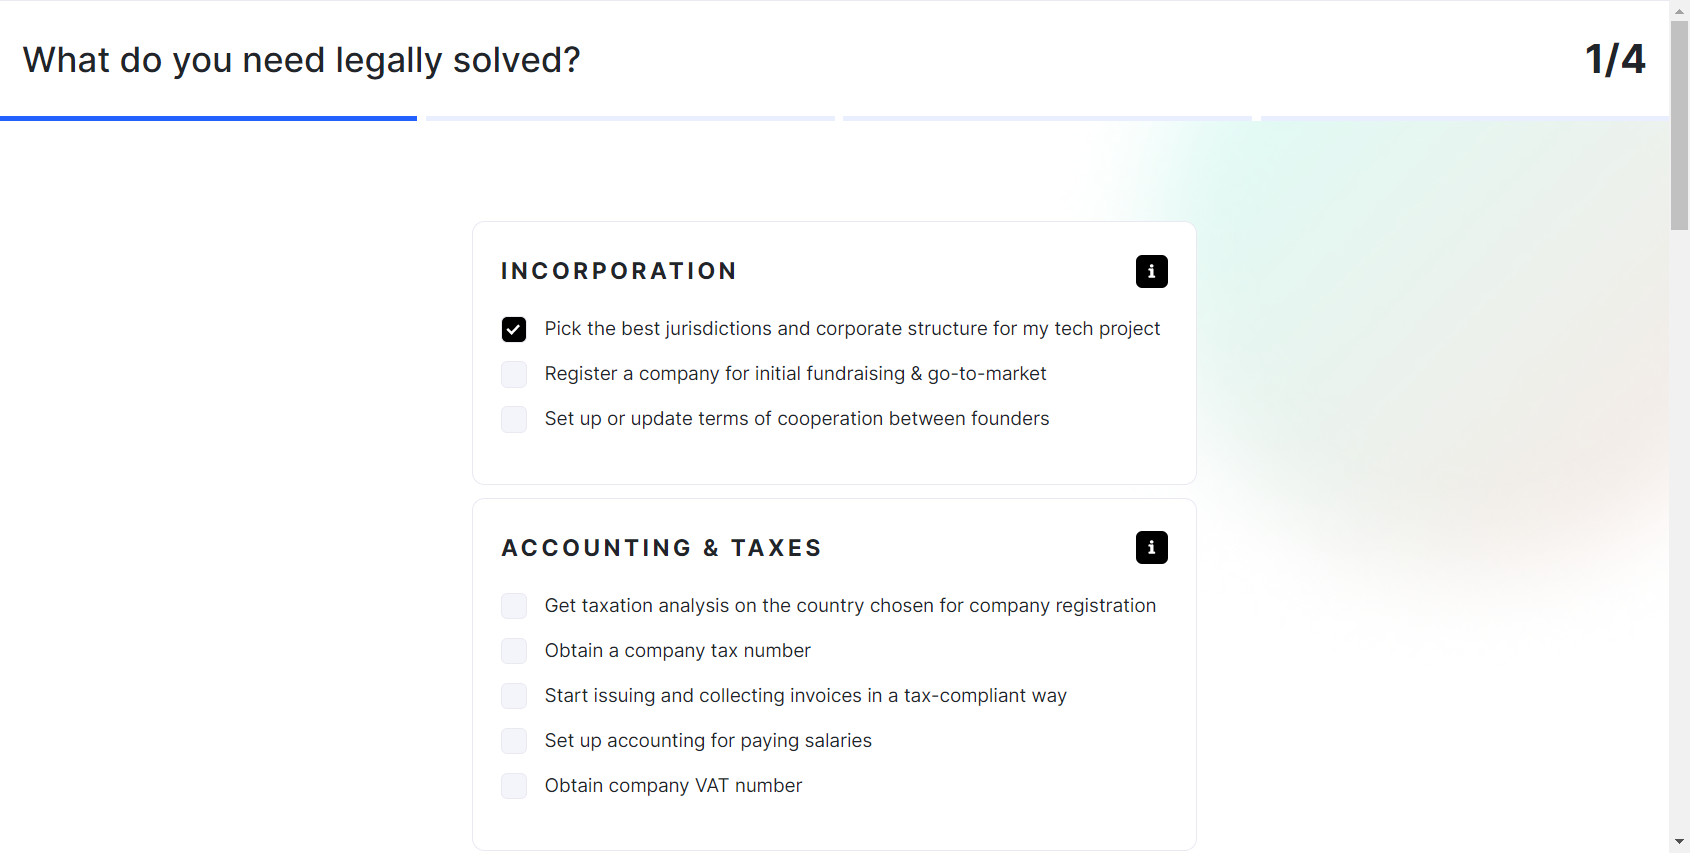 What do you need legally solved?
1/4
INCORPORATION
i
Pick the best jurisdictions and corporate structure for my tech project
Register a company for initial fundraising & go-to-market
Set up or update terms of cooperation between founders
ACCOUNTING & TAXES
i
Get taxation analysis on the country chosen for company registration
Obtain a company tax number
Start issuing and collecting invoices in a tax-compliant way
Set up accounting for paying salaries
Obtain company VAT number